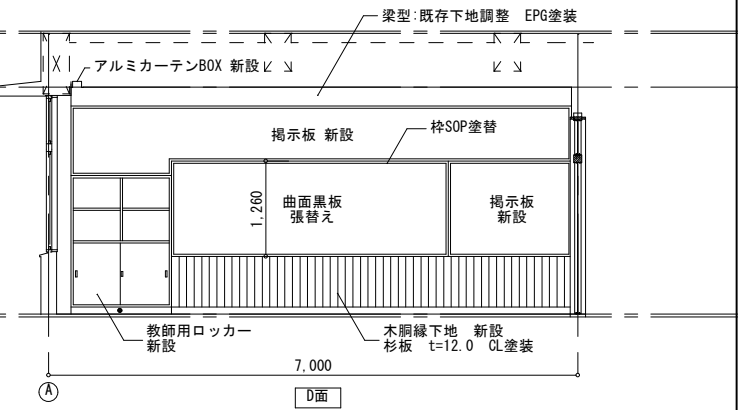 梁型:既存下地調整　EPG塗装
アルミカーテンBOX 新設
掲示板 新設
枠SOP塗替
1,260
曲面黒板
張替え
掲示板
新設
教師用ロッカー
新設
木胴縁下地　新設
杉板　t=12.0　CL塗装
7,000
A
D面